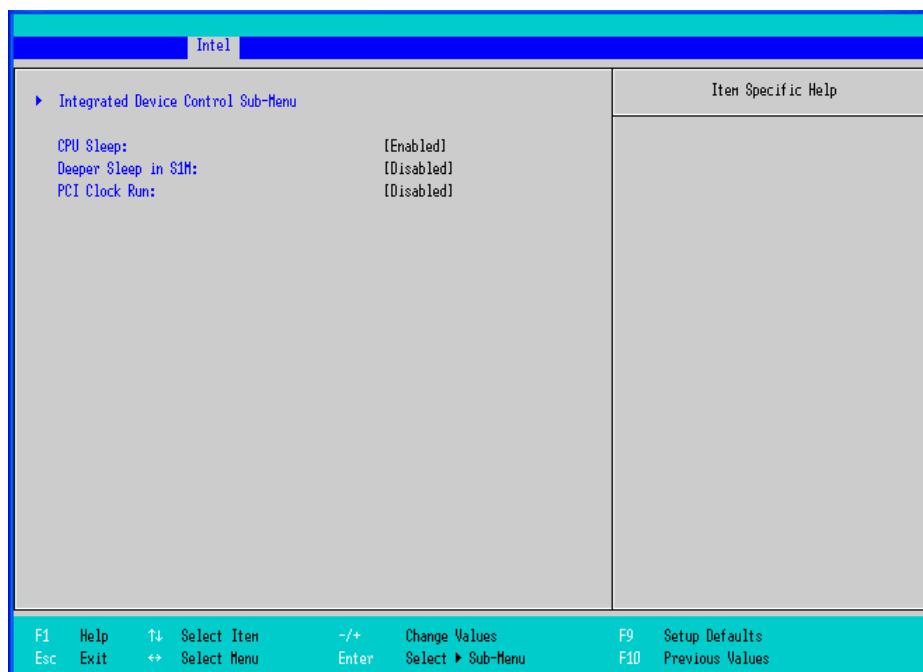 Intel
Integrated Device Control Sub-Menu
CPU Sleep: [Enabled]
Deeper Sleep in S1M: [Disabled]
PCI Clock Run: [Disabled]
Item Specific Help
F1 Help ↑↓ Select Item -/+ Change Values F9 Setup Defaults
Esc Exit ↔ Select Menu Enter Select ▶ Sub-Menu F10 Previous Values